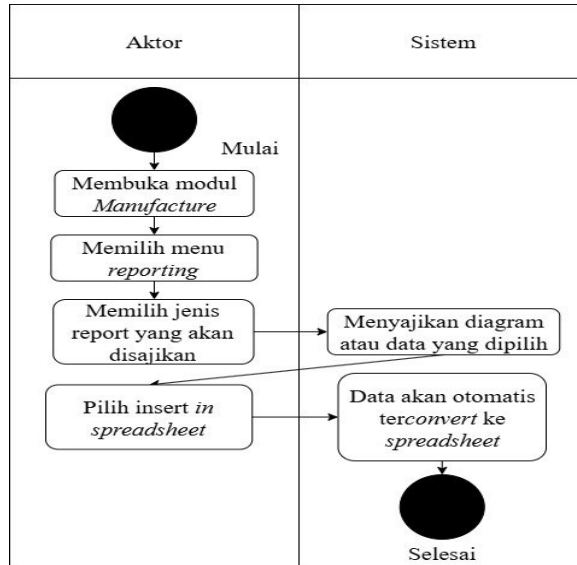 Aktor
Sistem
Mulai
Membuka modul
Manufacture
Memilih menu
reporting
Memilih jenis
report yang akan
disajikan
Menyajikan diagram
atau data yang dipilih
Pilih insert in
spreadsheet
Data akan otomatis
terconvert ke
spreadsheet
Selesai